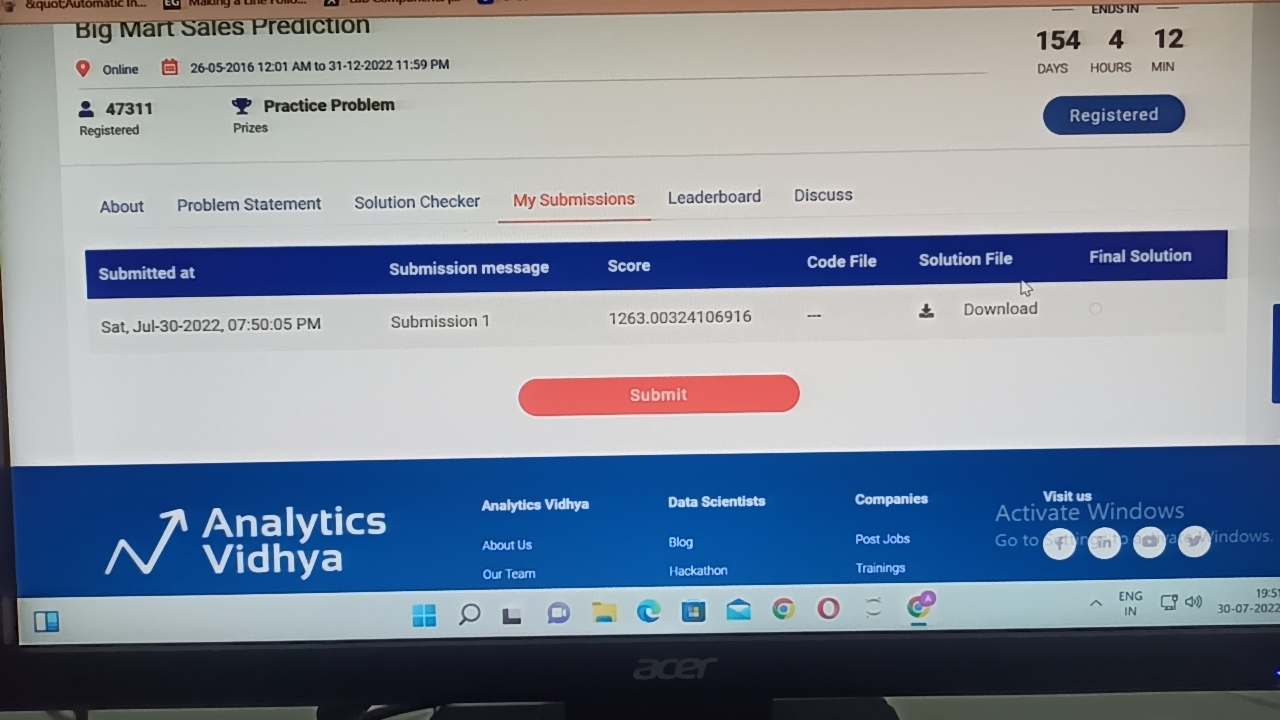 &quot;Automatic In... Making a Line Follo...
Big Mart Sales Prediction
ENDS IN
154 4 12
DAYS HOURS MIN
Online 26-05-2016 12:01 AM to 31-12-2022 11:59 PM
47311 Practice Problem
Registered Prizes
Registered
About Problem Statement Solution Checker My Submissions Leaderboard Discuss
Submitted at Submission message Score Code File Solution File Final Solution
Sat, Jul-30-2022, 07:50:05 PM Submission 1 1263.00324106916 --- Download
Submit
Analytics Vidhya
Analytics Vidhya Data Scientists Companies Visit us
About Us Blog Post Jobs
Our Team Hackathon Trainings
Activate Windows
Go to Settings to activate Windows.
ENG
IN
19:51
30-07-2022
acer